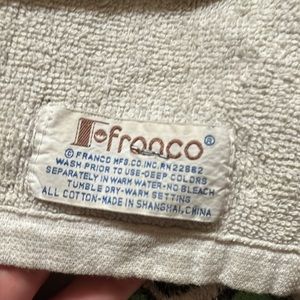 franco®
© FRANCO MFG.CO.INC.RN22862
WASH PRIOR TO USE-DEEP COLORS
SEPARATELY IN WARM WATER-NO BLEACH
TUMBLE DRY-WARM SETTING
ALL COTTON-MADE IN SHANGHAI, CHINA